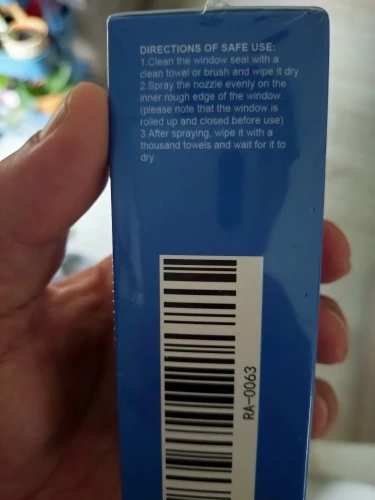 DIRECTIONS OF SAFE USE:
1.Clean the window seal with a
clean towel or brush and wipe it dry
2.Spray the nozzle evenly on the
inner rough edge of the window.
(please note that the window is
rolled up and closed before use)
3.After spraying, wipe it with a
thousand towels and wait for it to
dry
RA-0063